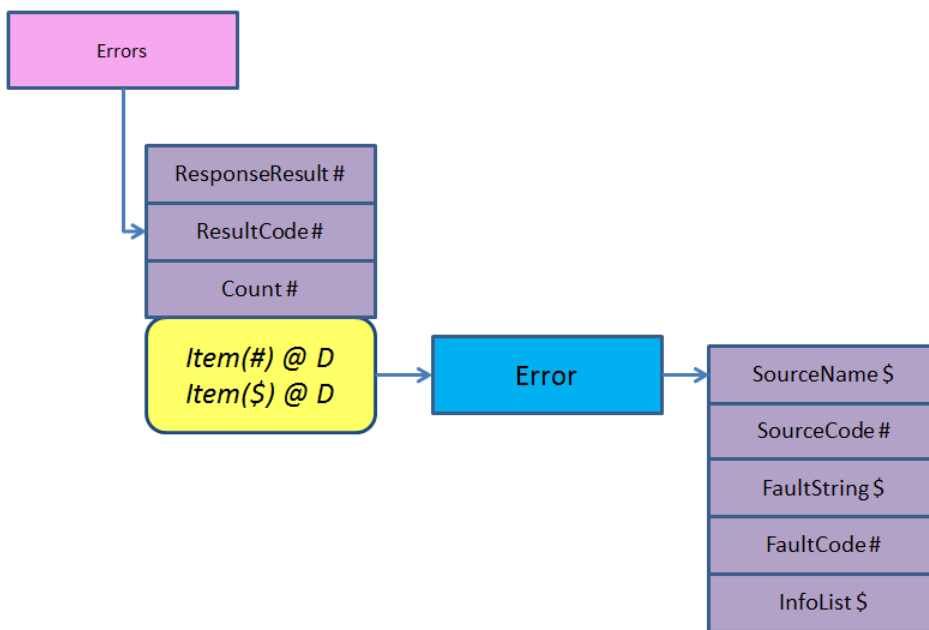 Errors
ResponseResult #
ResultCode #
Count #
Item(#) @ D
Item($) @ D
Error
SourceName $
SourceCode #
FaultString $
FaultCode #
InfoList $